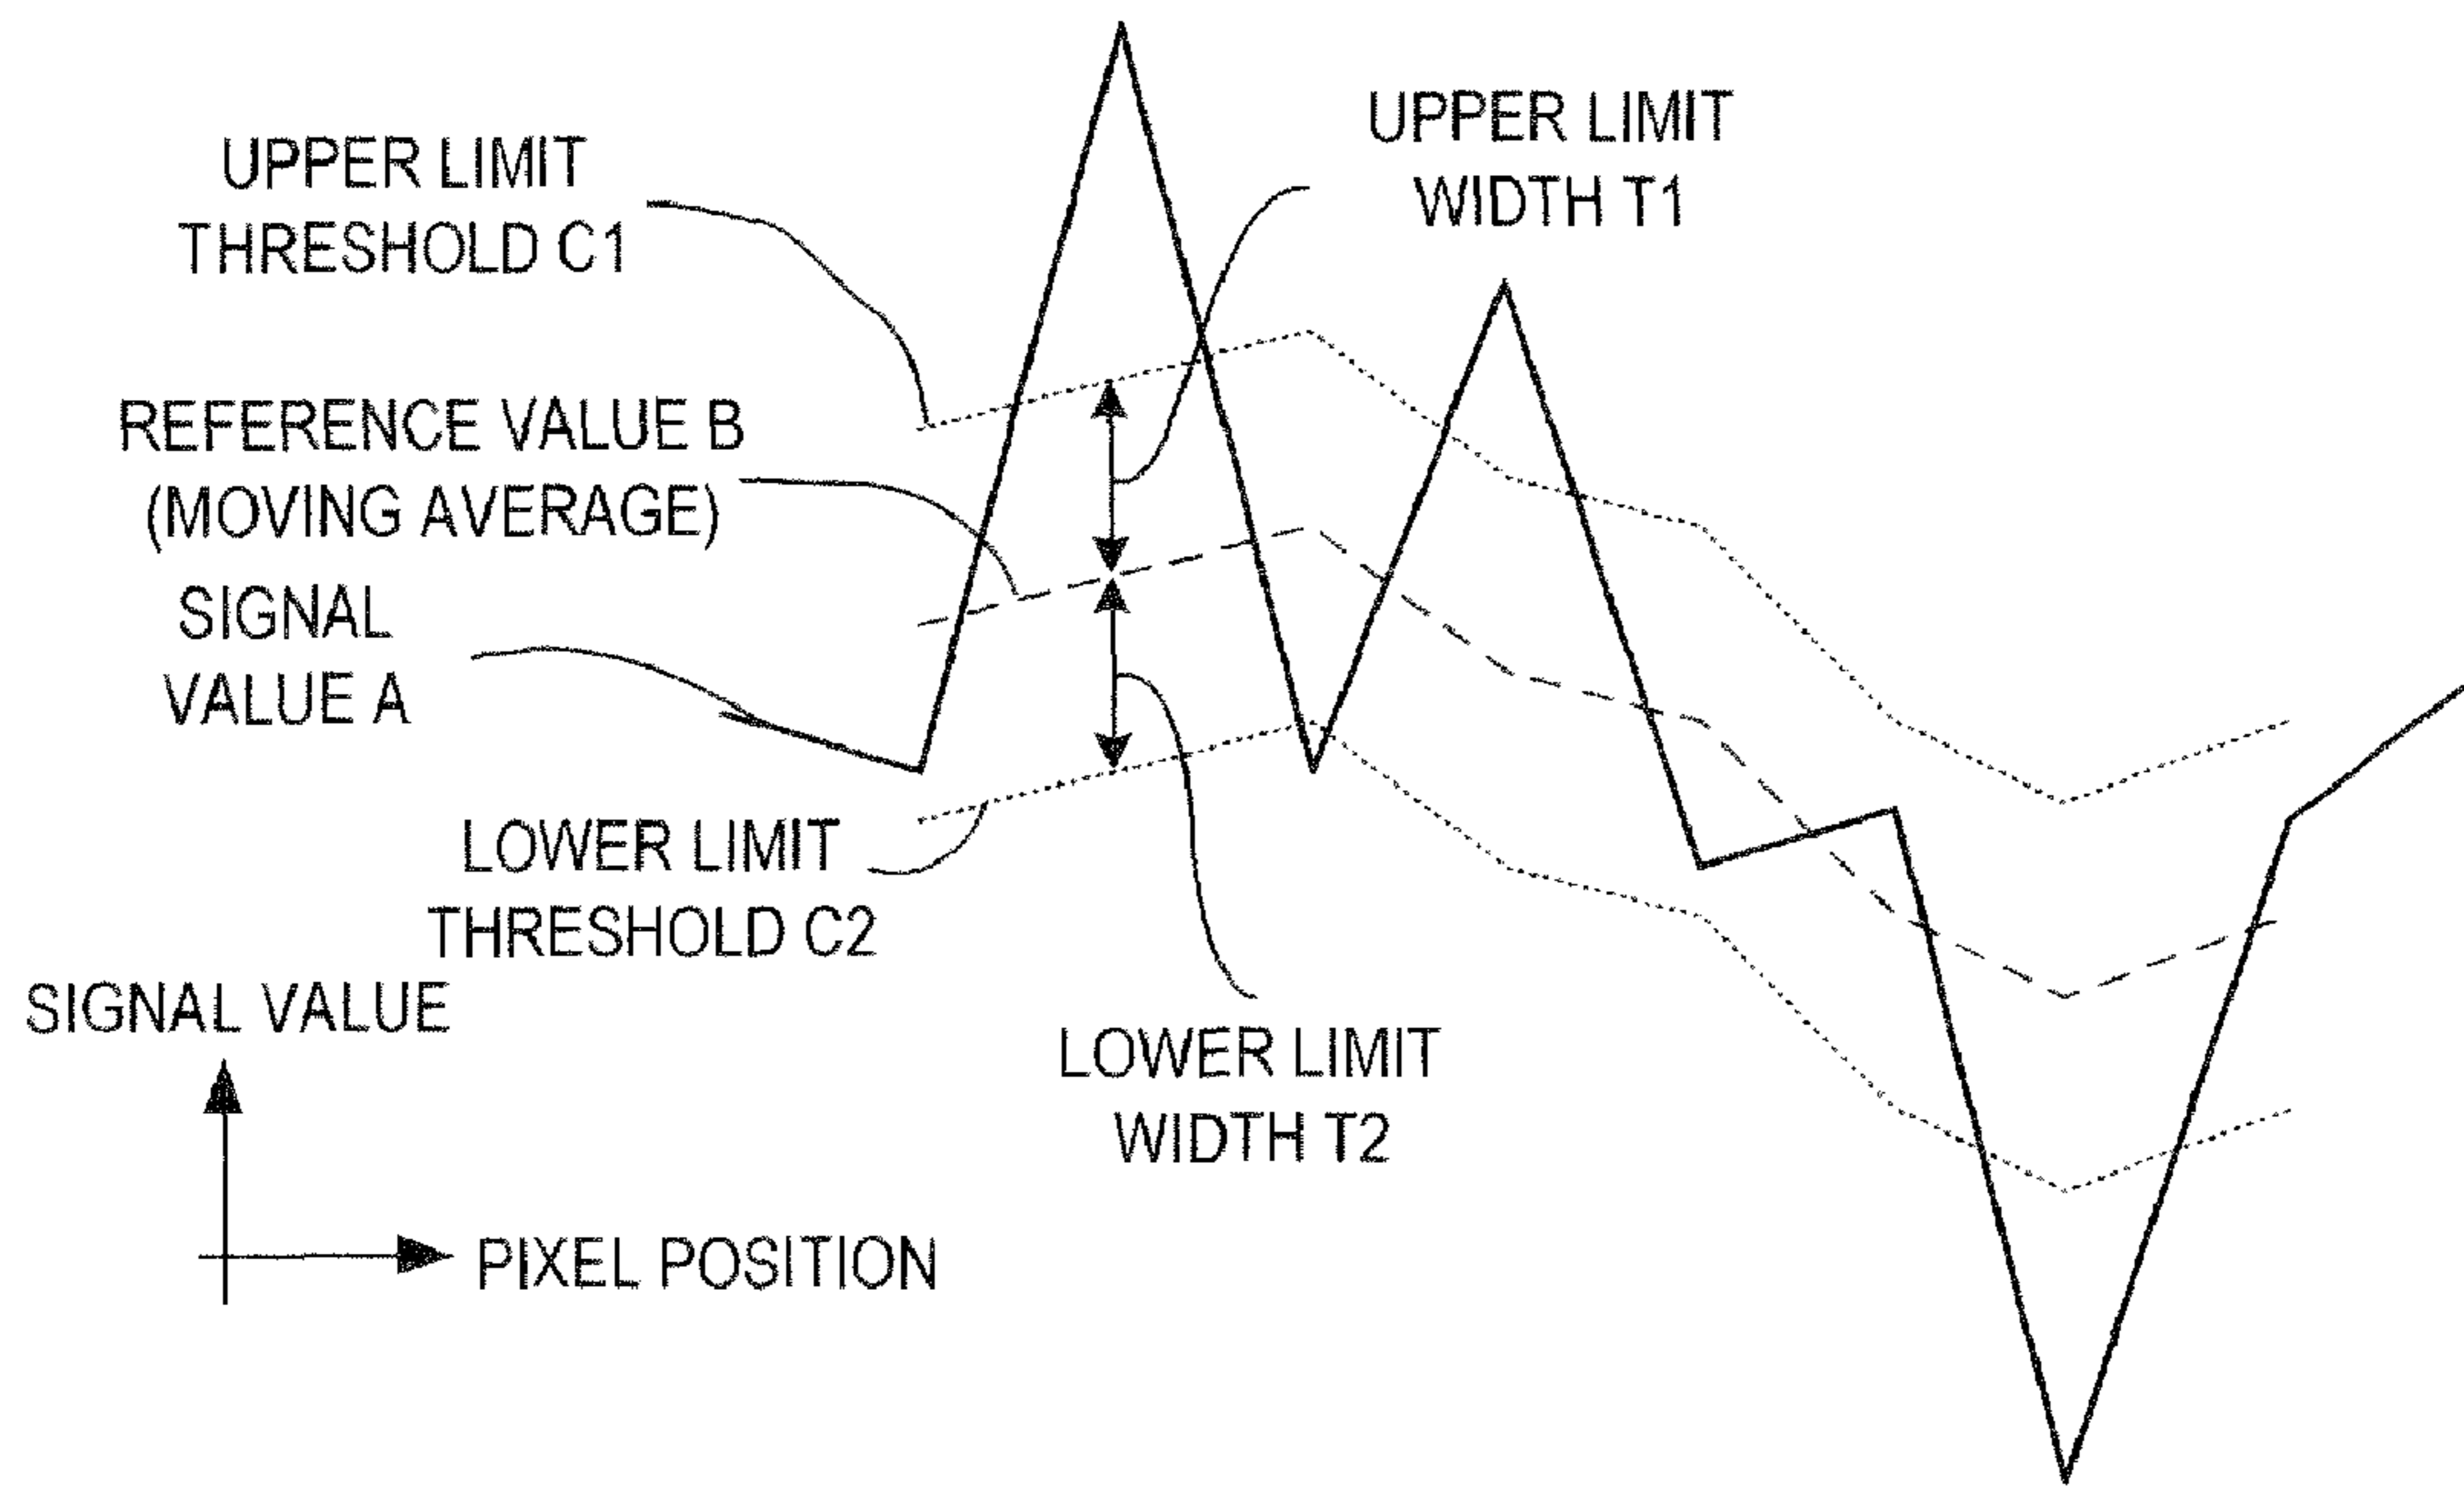 UPPER LIMIT
THRESHOLD C1
UPPER LIMIT
WIDTH T1
REFERENCE VALUE B
(MOVING AVERAGE)
SIGNAL
VALUE A
LOWER LIMIT
THRESHOLD C2
SIGNAL VALUE
LOWER LIMIT
WIDTH T2
PIXEL POSITION